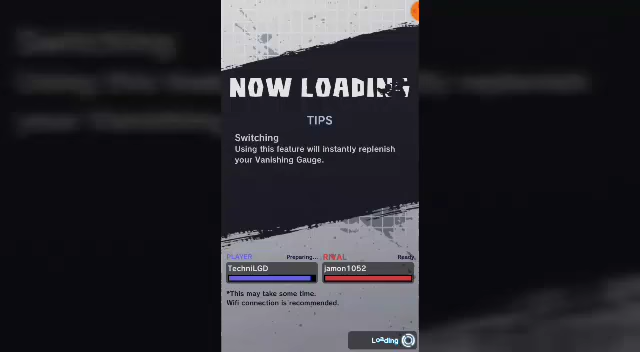 NOW LOADING
TIPS
Switching
Using this feature will instantly replenish
your Vanishing Gauge.
PLAYER Preparing... RIVAL Ready
TechniLGD jamon1052
*This may take some time.
Wifi connection is recommended.
Loading